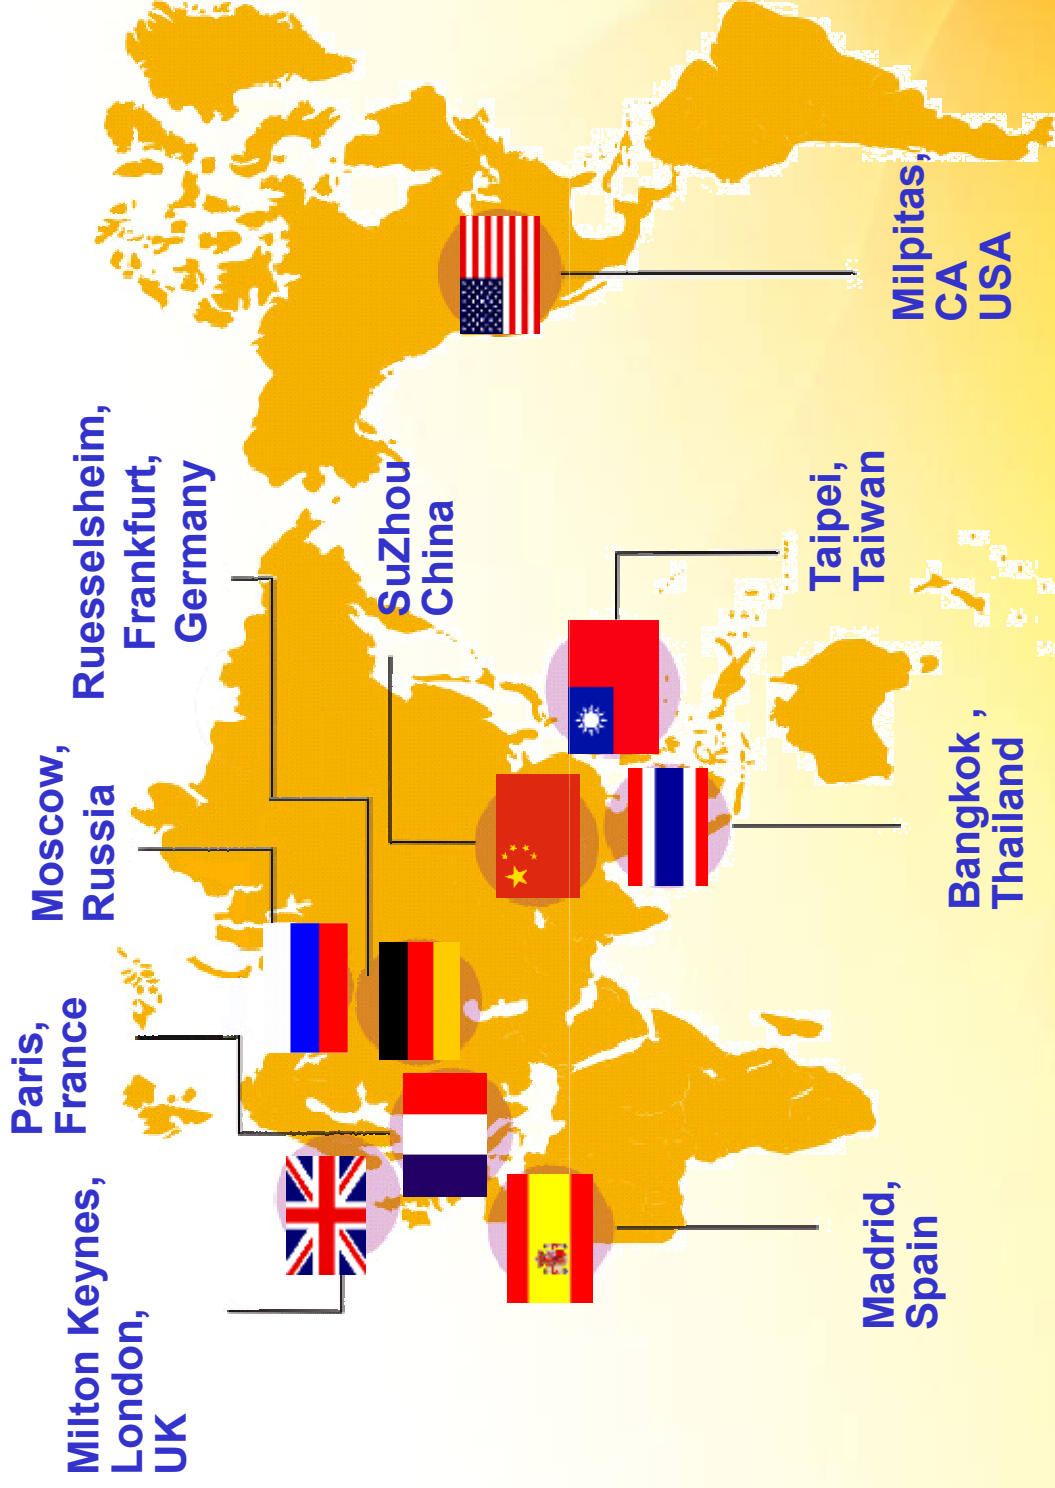 Milton Keynes,
London,
UK
Paris,
France
Moscow,
Russia
Ruesselsheim,
Frankfurt,
Germany
SuZhou
China
Madrid,
Spain
Bangkok ,
Thailand
Taipei,
Taiwan
Milpitas,
CA
USA